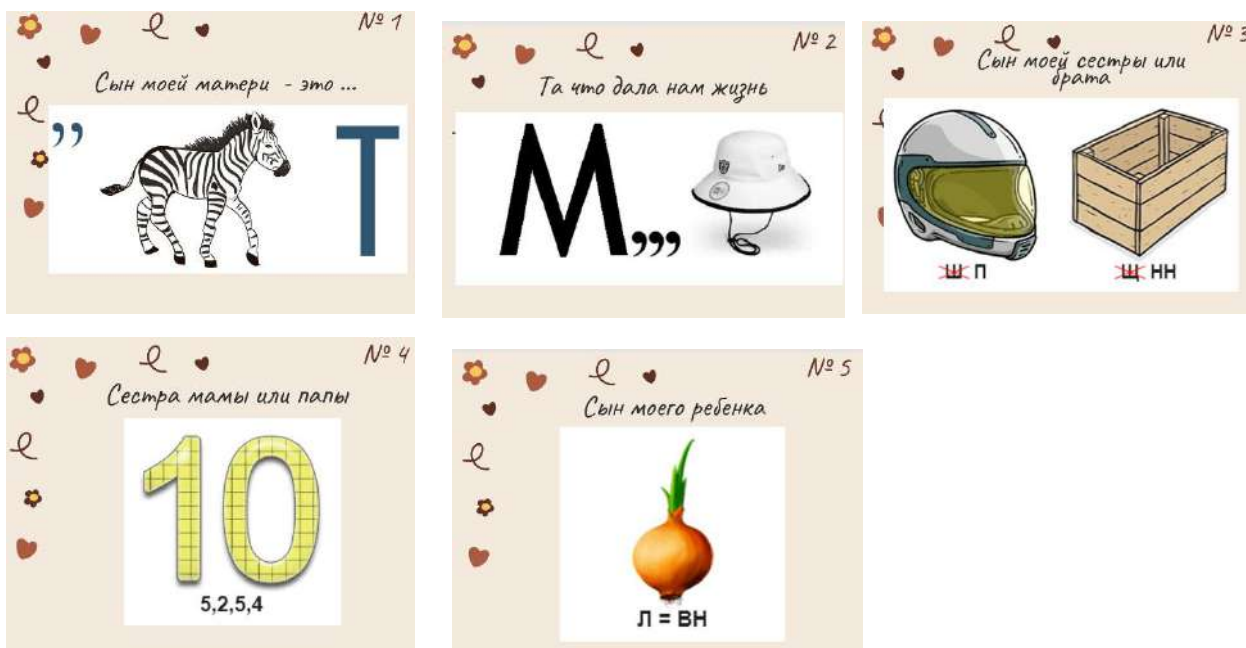 № 1
Сын моей матери - это ...
,, Т
№ 2
Та что дала нам жизнь
М,,,
№ 3
Сын моей сестры или
брата
Ш П
Щ НН
№ 4
Сестра мамы или папы
10
5,2,5,4
№ 5
Сын моего ребенка
Л = ВН